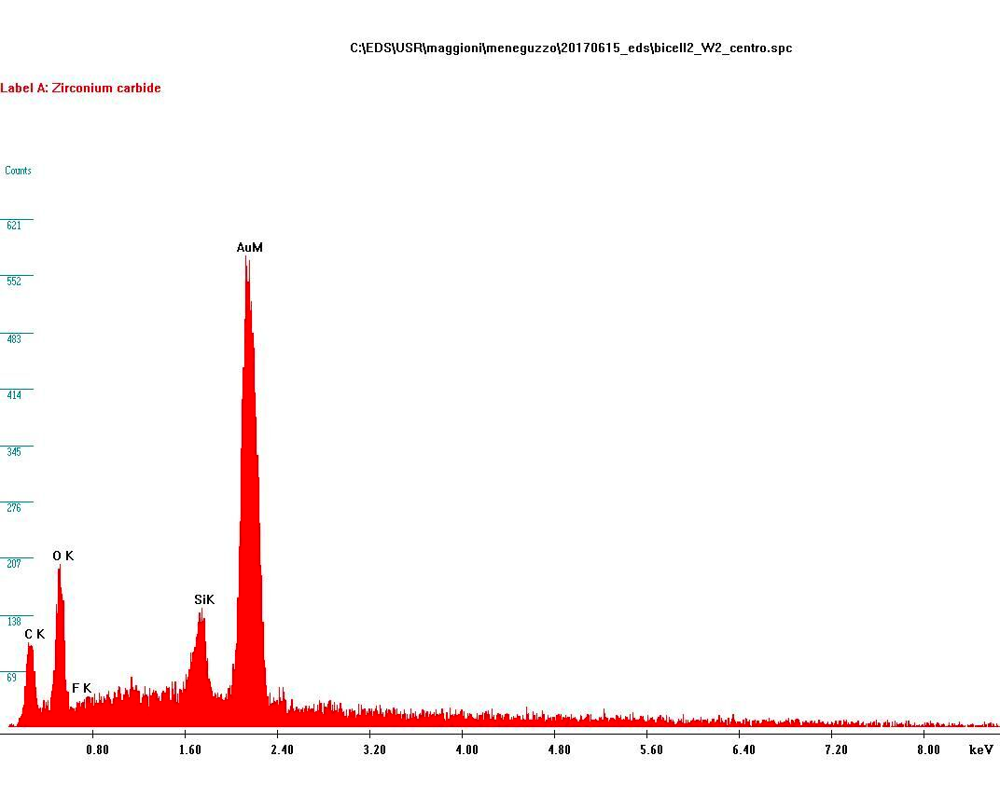 C:\EDS\USR\maggioni\meneguzzo\20170615_eds\bicell2_W2_centro.spc
Label A: Zirconium carbide
Counts
621
AuM
552
483
414
345
276
O K
207
SiK
138
C K
69
F K
0.80 1.60 2.40 3.20 4.00 4.80 5.60 6.40 7.20 8.00 keV